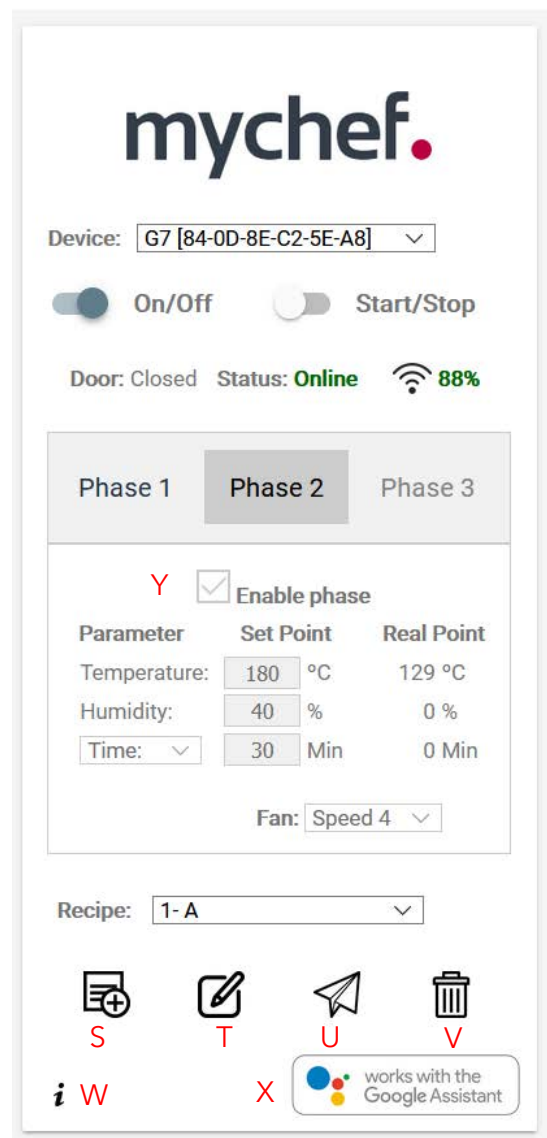 mychef.
Device: G7 [84-0D-8E-C2-5E-A8]
On/Off Start/Stop
Door: Closed Status: Online 88%
Phase 1 Phase 2 Phase 3
Y Enable phase
Parameter Set Point Real Point
Temperature: 180 ºC 129 ºC
Humidity: 40 % 0 %
Time: 30 Min 0 Min
Fan: Speed 4
Recipe: 1- A
S T U V
i W X works with the
Google Assistant